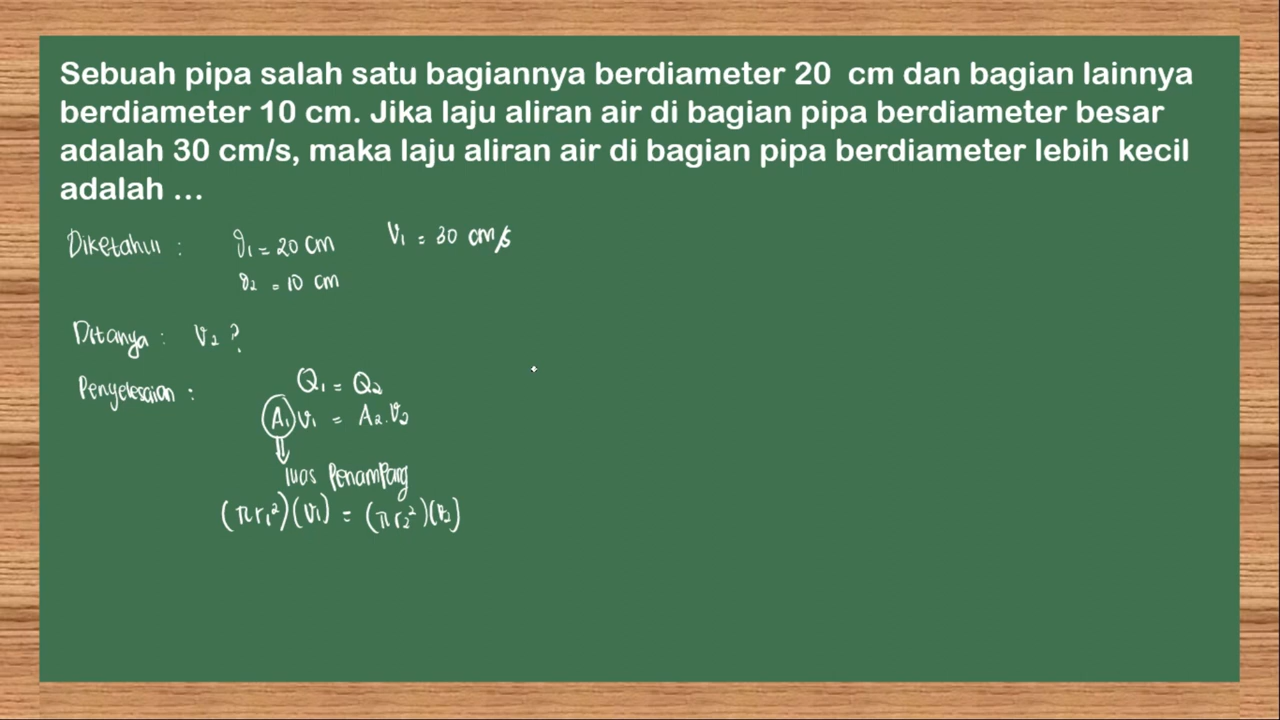 Sebuah pipa salah satu bagiannya berdiameter 20 cm dan bagian lainnya
berdiameter 10 cm. Jika laju aliran air di bagian pipa berdiameter besar
adalah 30 cm/s, maka laju aliran air di bagian pipa berdiameter lebih kecil
adalah ...
Diketahui : d₁ = 20 cm V₁ = 30 cm/s
d₂ = 10 cm
Ditanya : V₂ ?
Penyelesaian :
Q₁ = Q₂
A₁ V₁ = A₂ . V₂
luas Penampang
(πr₁²)(V₁) = (πr₂²)(V₂)